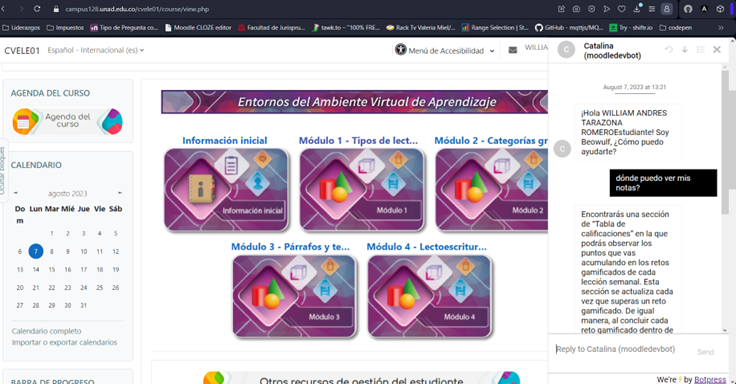 campus128.unad.edu.co/cvele01/course/view.php
Liderazgos
Impuestos
Tipo de Pregunta co...
Moodle CLOZE editor
Facultad de Jurispru...
tawk.to – "100% FRE...
Rack Tv Valeria Miel/...
Range Selection | St...
GitHub - mqttjs/MQ...
Try · shiftr.io
codepen
CVELE01
Español - Internacional (es)
Menú de Accesibilidad
WILLIA
AGENDA DEL CURSO
Agenda del
curso
Ocultar bloques
CALENDARIO
agosto 2023
Do Lun Mar Mié Jue Vie Sáb
m
1 2 3 4 5
6 7 8 9 10 11 12
13 14 15 16 17 18 19
20 21 22 23 24 25 26
27 28 29 30 31
Calendario completo
Importar o exportar calendarios
BARRA DE PROGRESO
Entornos del Ambiente Virtual de Aprendizaje
Información inicial
Módulo 1 - Tipos de lect...
Módulo 2 - Categorías gr
Información inicial
Módulo 1
Módulo 2
Módulo 3 - Párrafos y te...
Módulo 4 - Lectoescritur...
Módulo 3
Módulo 4
Otros recursos de gestión del estudiante
C
Catalina
(moodledevbot)
August 7, 2023 at 13:21
¡Hola WILLIAM ANDRES
TARAZONA
ROMEROEstudiante! Soy
Beowulf, ¿Cómo puedo
ayudarte?
C
dónde puedo ver mis
notas?
Encontrarás una sección
de "Tabla de
calificaciones" en la que
podrás observar los
puntos que vas
acumulando en los retos
gamificados de cada
lección semanal. Esta
sección se actualiza cada
vez que superas un reto
gamificado. De igual
manera, al concluir cada
reto gamificado dentro de
Reply to Catalina (moodledevbot)
Send
We're ⚡ by Botpress